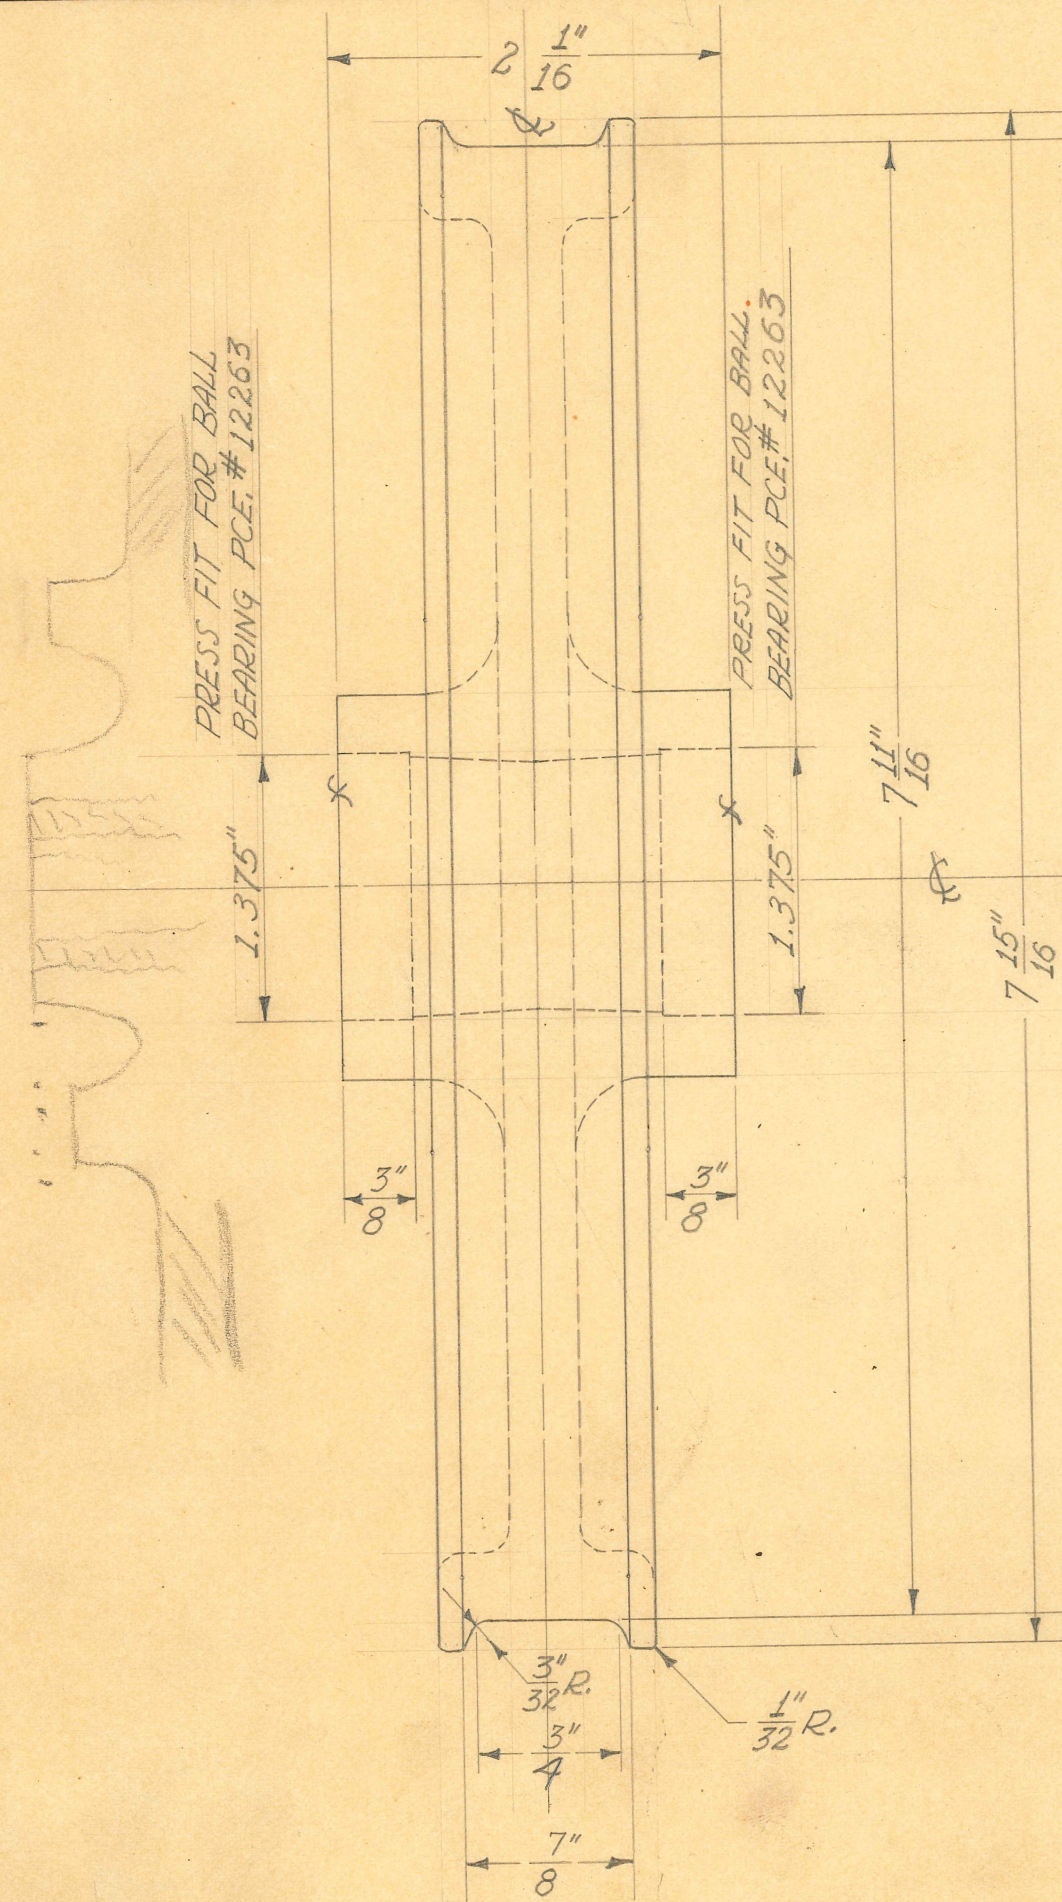 2 1/16"
℄
PRESS FIT FOR BALL
BEARING PCE. # 12263
PRESS FIT FOR BALL.
BEARING PCE. # 12263
f
f
1.375"
1.375"
7 11/16"
℄
7 15/16"
3/8"
3/8"
3/32" R.
1/32" R.
3/4"
7/8"